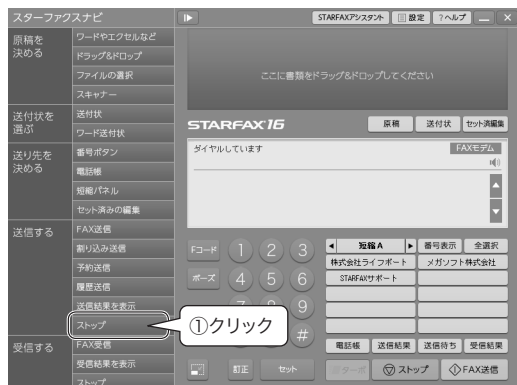 スターファクスナビ
STARFAXアシスタント 設定 ?ヘルプ
原稿を決める
ワードやエクセルなど
ドラッグ&ドロップ
ファイルの選択
スキャナー
送付状を選ぶ
送付状
ワード送付状
送り先を決める
番号ボタン
電話帳
短縮パネル
セット済みの編集
送信する
FAX送信
割り込み送信
予約送信
履歴送信
送信結果を表示
ストップ
受信する
FAX受信
受信結果を表示
ストップ
①クリック
ここに書類をドラッグ&ドロップしてください
STARFAX'16 原稿 送付状 セット済編集
ダイヤルしています FAXモデム
Fコード 1 2 3
ポーズ 4 5 6
7 8 9
#
訂正 セット
短縮A 番号表示 全選択
株式会社ライフボート メガソフト株式会社
STARFAXサポート
電話帳 送信結果 送信待ち 受信結果
ターボ ストップ FAX送信